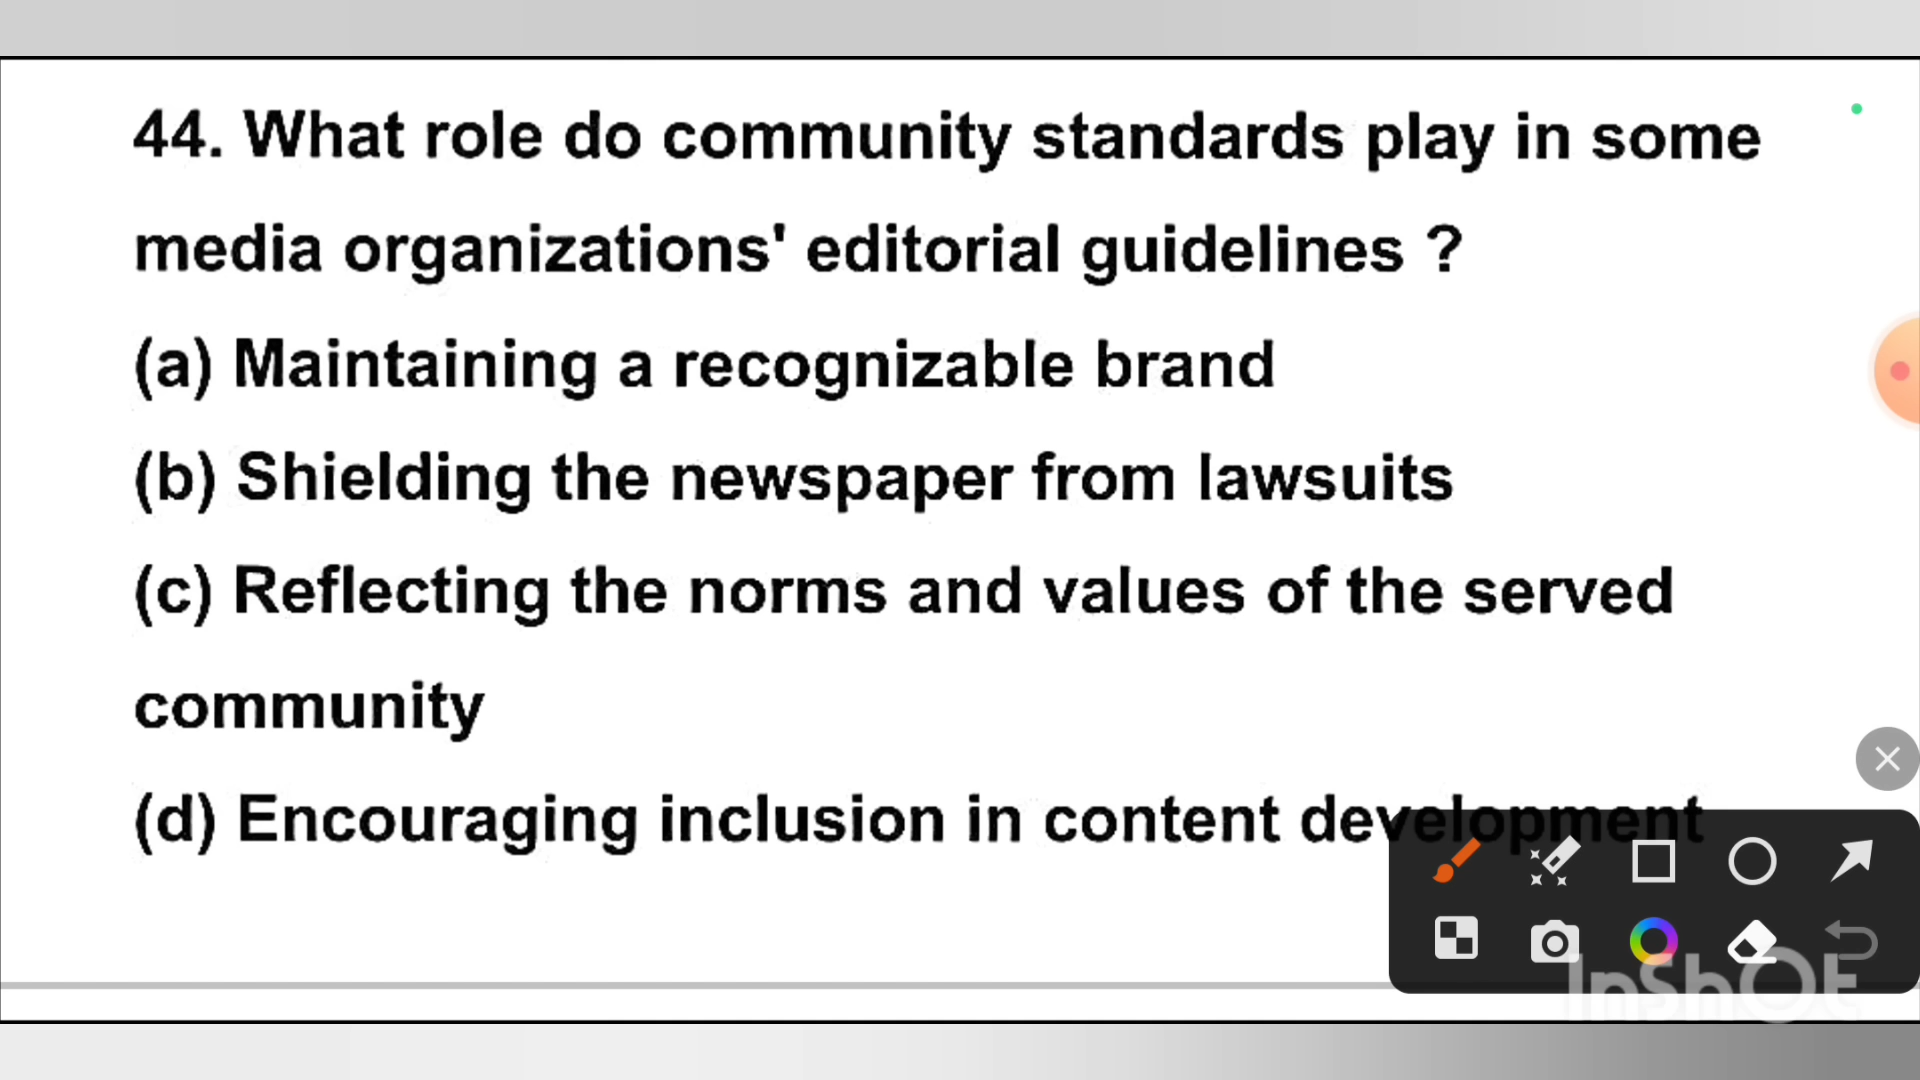 44. What role do community standards play in some
media organizations' editorial guidelines ?
(a) Maintaining a recognizable brand
(b) Shielding the newspaper from lawsuits
(c) Reflecting the norms and values of the served
community
(d) Encouraging inclusion in content development
InShOt